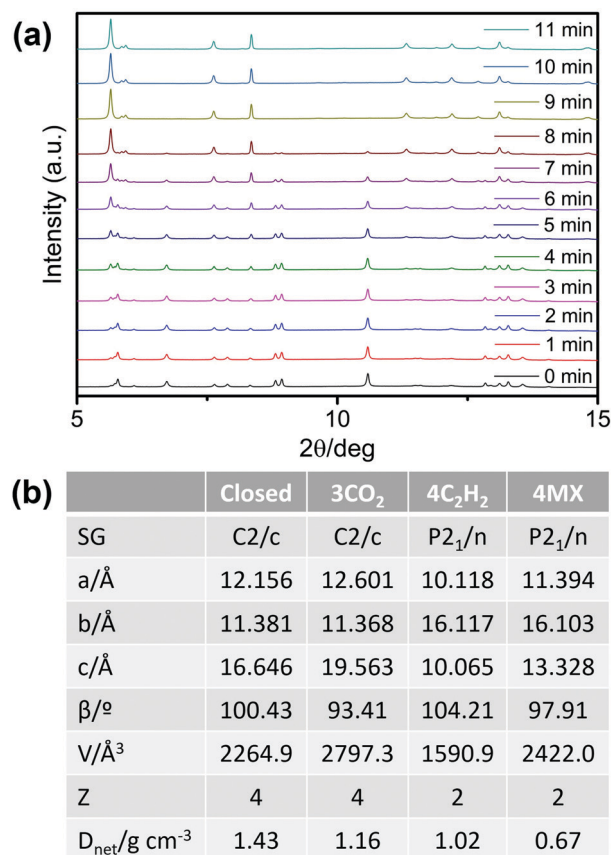 (a)
Intensity (a.u.)
11 min
10 min
9 min
8 min
7 min
6 min
5 min
4 min
3 min
2 min
1 min
0 min
5 10 15
2θ/deg
(b)
Closed 3CO₂ 4C₂H₂ 4MX
SG C2/c C2/c P2₁/n P2₁/n
a/Å 12.156 12.601 10.118 11.394
b/Å 11.381 11.368 16.117 16.103
c/Å 16.646 19.563 10.065 13.328
β/º 100.43 93.41 104.21 97.91
V/Å³ 2264.9 2797.3 1590.9 2422.0
Z 4 4 2 2
D_net/g cm⁻³ 1.43 1.16 1.02 0.67